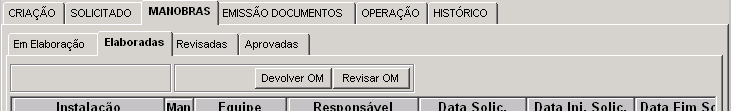 CRIAÇÃO SOLICITADO MANOBRAS EMISSÃO DOCUMENTOS OPERAÇÃO HISTÓRICO
Em Elaboração Elaboradas Revisadas Aprovadas
Devolver OM Revisar OM
Instalação Man Equipe Responsável Data Solic. Data Ini. Solic. Data Fim So